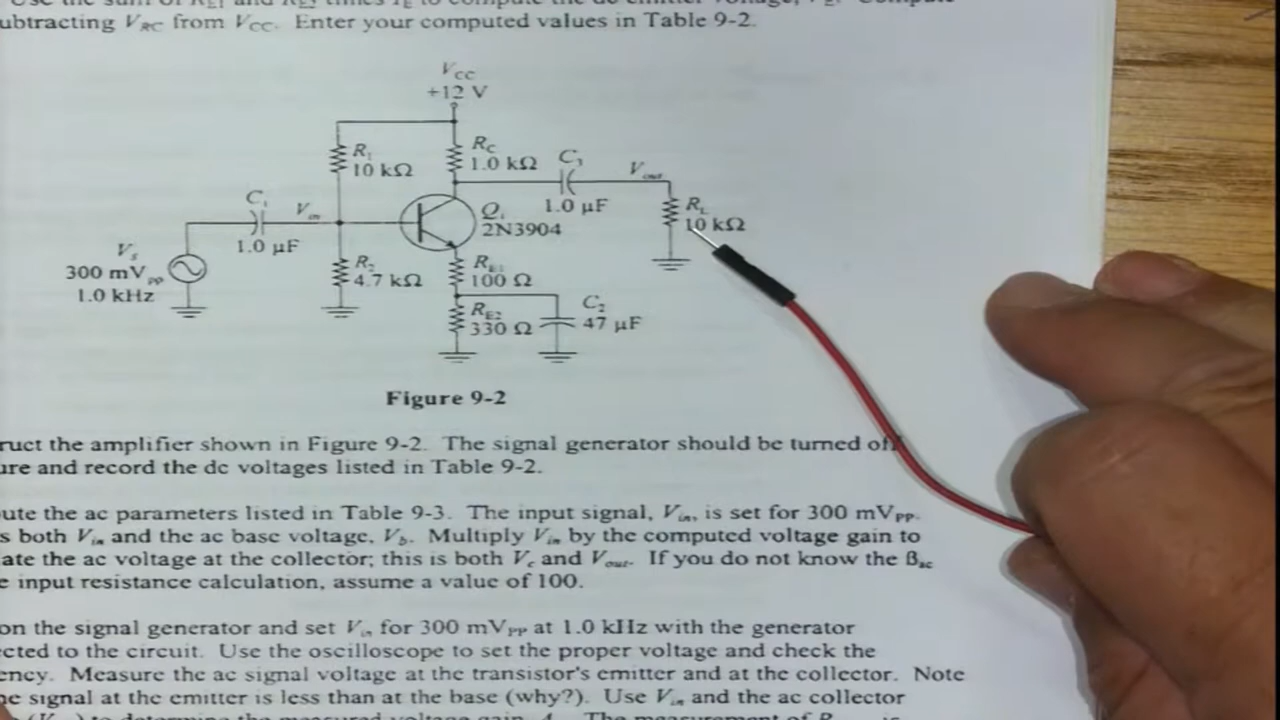 ubtracting V_RC from V_CC. Enter your computed values in Table 9-2.
V_CC
+12 V
R_C
1.0 kΩ
R_1
10 kΩ
C_3
1.0 µF
V_out
R_L
10 kΩ
C_1
1.0 µF
V_in
Q_1
2N3904
V_s
300 mV_pp
1.0 kHz
R_2
4.7 kΩ
R_E1
100 Ω
R_E2
330 Ω
C_2
47 µF
Figure 9-2
ruct the amplifier shown in Figure 9-2. The signal generator should be turned off
ure and record the dc voltages listed in Table 9-2.
ute the ac parameters listed in Table 9-3. The input signal, V_in, is set for 300 mV_PP.
s both V_in and the ac base voltage, V_b. Multiply V_in by the computed voltage gain to
ate the ac voltage at the collector; this is both V_c and V_out. If you do not know the ß_ac
e input resistance calculation, assume a value of 100.
on the signal generator and set V_in for 300 mV_PP at 1.0 kHz with the generator
cted to the circuit. Use the oscilloscope to set the proper voltage and check the
ency. Measure the ac signal voltage at the transistor's emitter and at the collector. Note
he signal at the emitter is less than at the base (why?). Use V_in and the ac collector